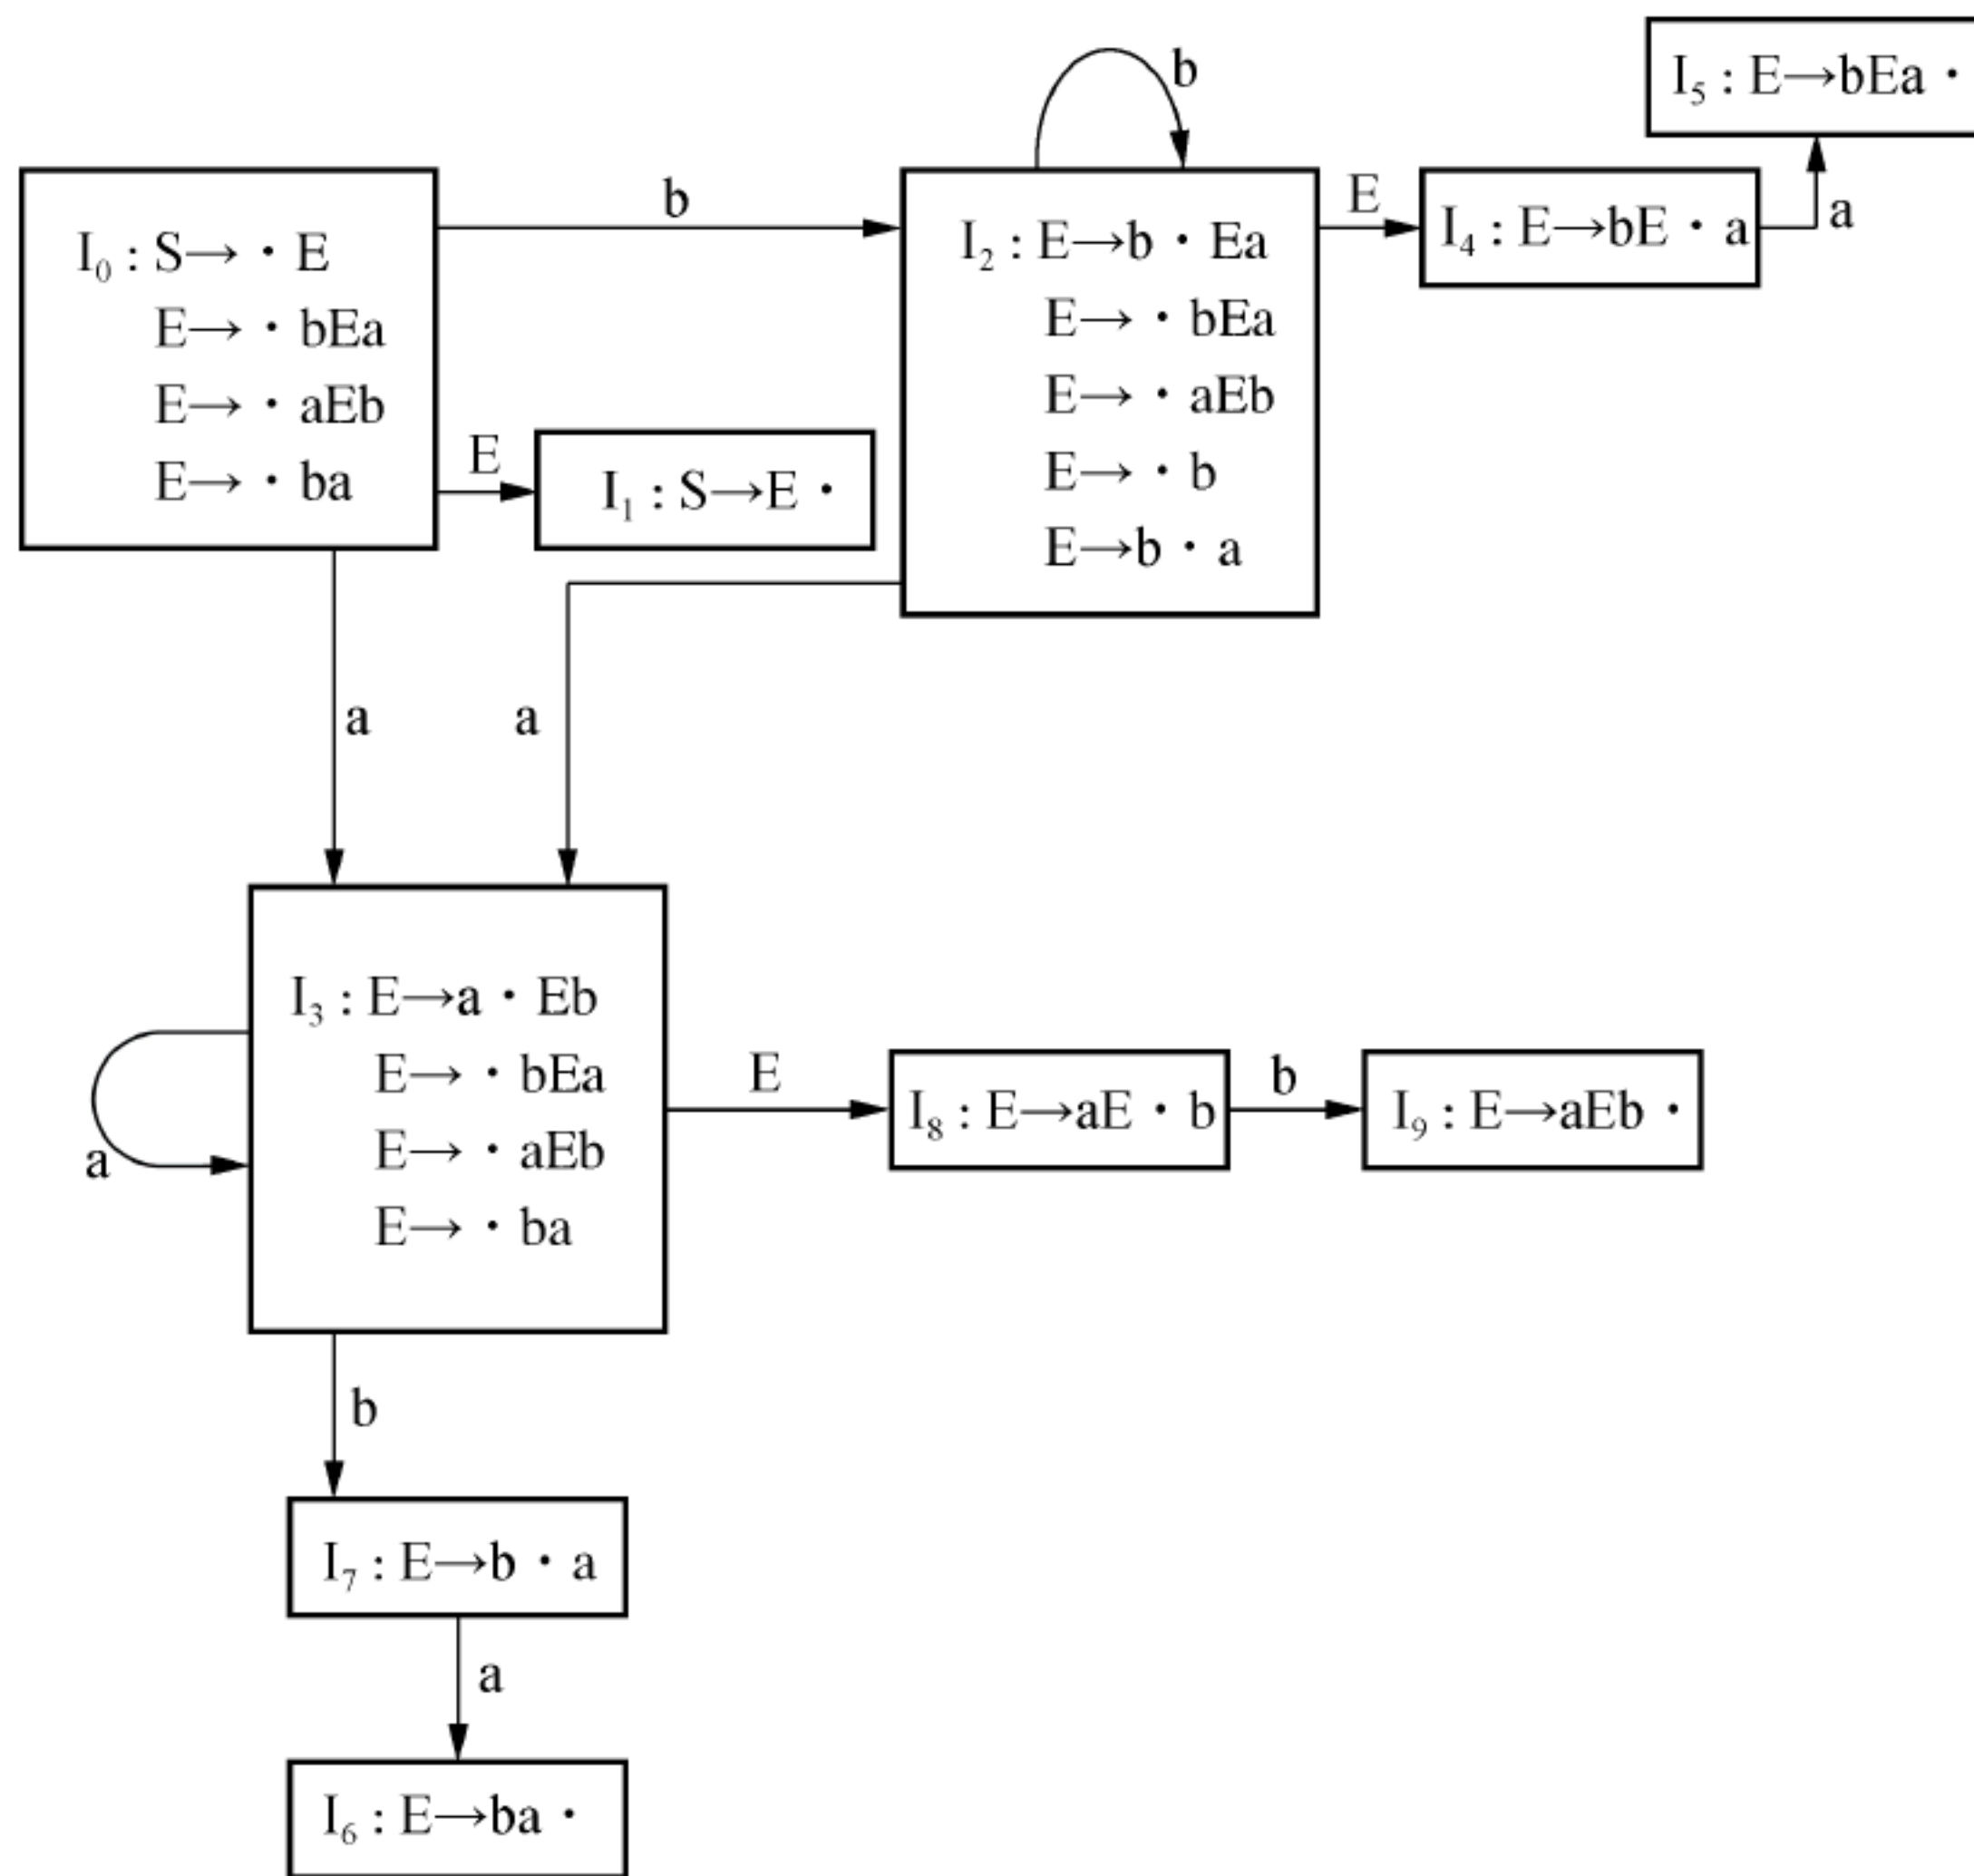 I₅ : E→bEa ·
b
b
I₀ : S→ · E
E→ · bEa
E→ · aEb
E→ · ba
E
I₁ : S→E ·
I₂ : E→b · Ea
E→ · bEa
E→ · aEb
E→ · b
E→b · a
E
I₄ : E→bE · a
a
a
a
I₃ : E→a · Eb
E→ · bEa
E→ · aEb
E→ · ba
a
E
I₈ : E→aE · b
b
I₉ : E→aEb ·
b
I₇ : E→b · a
a
I₆ : E→ba ·